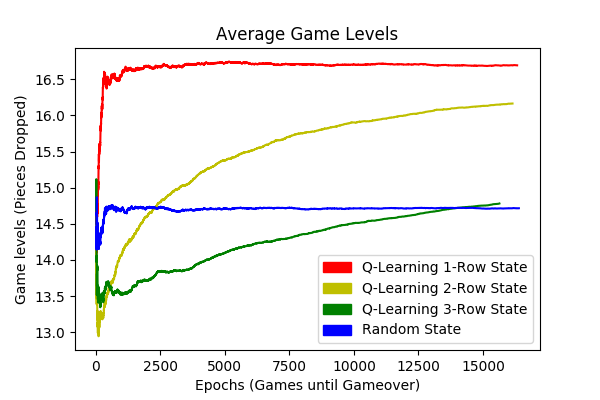 Average Game Levels
Game levels (Pieces Dropped)
16.5
16.0
15.5
15.0
14.5
14.0
13.5
13.0
Q-Learning 1-Row State
Q-Learning 2-Row State
Q-Learning 3-Row State
Random State
0 2500 5000 7500 10000 12500 15000
Epochs (Games until Gameover)